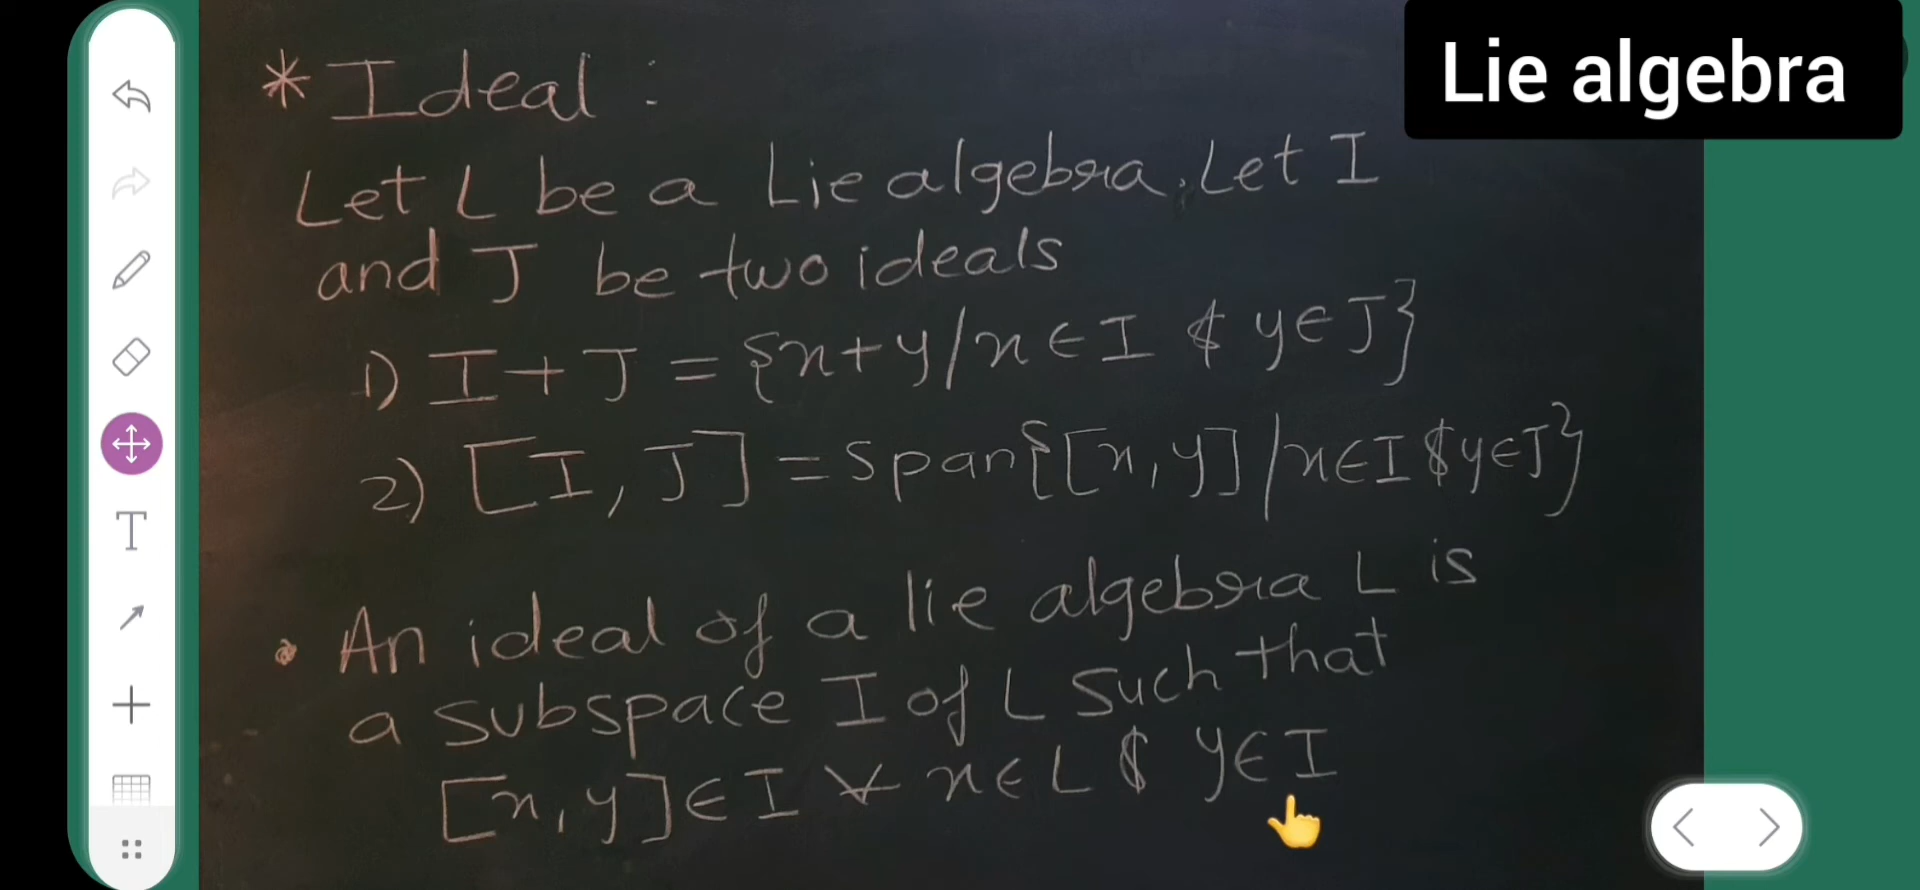 Lie algebra
* Ideal :
Let L be a Lie algebra. Let I
and J be two ideals
1) I + J = {x+y/x∈I & y∈J}
2) [I, J] = Span{[x, y]/x∈I & y∈J}
• An ideal of a lie algebra L is
a subspace I of L such that
[x, y]∈I ∀ x∈L & y∈I
T